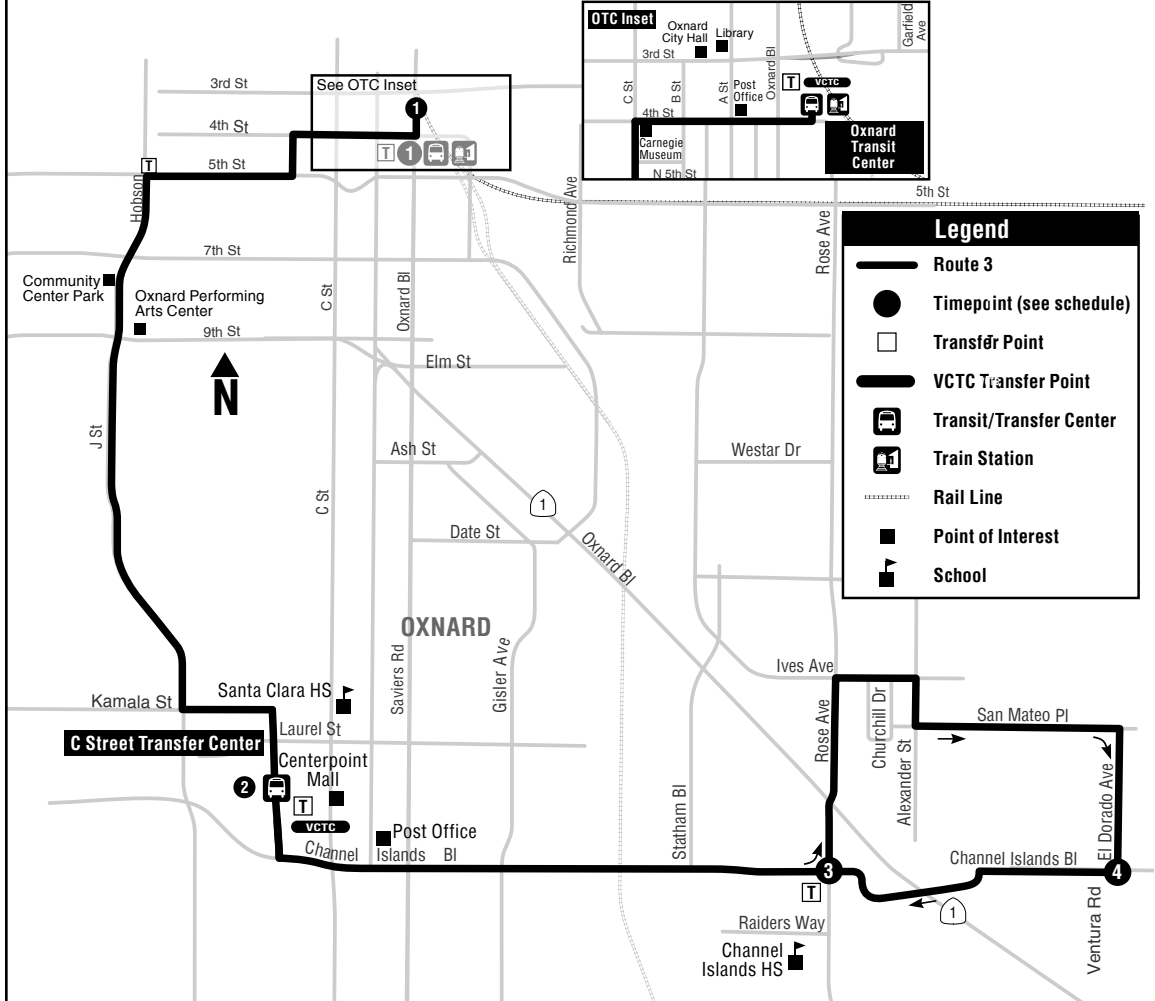 OTC Inset
Oxnard
City Hall
Library
Garfield
Ave
3rd St
Oxnard Bl
C St
B St
A St
Post
Office
T
VCTC
4th St
Carnegie
Museum
N 5th St
Oxnard
Transit
Center
3rd St
See OTC Inset
1
4th St
T
1
T
5th St
Hobson
5th St
Richmond Ave
Rose Ave
7th St
Community
Center Park
Oxnard Performing
Arts Center
9th St
C St
Oxnard Bl
N
Elm St
J St
Ash St
Westar Dr
C St
1
Date St
Oxnard Bl
OXNARD
Saviers Rd
Gisler Ave
Legend
Route 3
Timepoint (see schedule)
Transfer Point
VCTC Transfer Point
Transit/Transfer Center
Train Station
Rail Line
Point of Interest
School
Ives Ave
Kamala St
Santa Clara HS
Laurel St
C Street Transfer Center
Centerpoint
Mall
2
T
VCTC
Post Office
Channel Islands Bl
Statham Bl
Rose Ave
Churchill Dr
Alexander St
San Mateo Pl
El Dorado Ave
Channel Islands Bl
3
T
4
1
Ventura Rd
Raiders Way
Channel
Islands HS